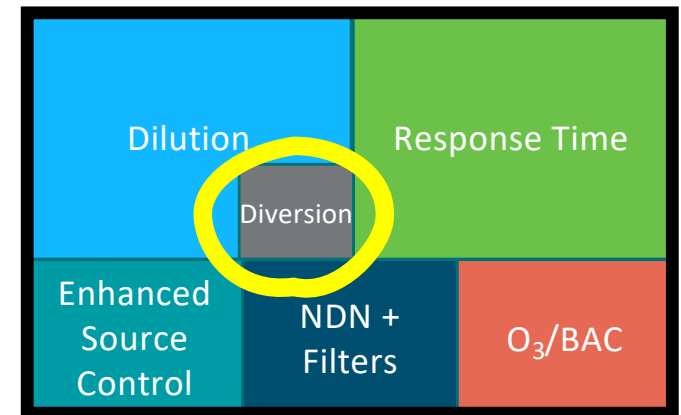 Dilution
Response Time
Diversion
Enhanced
Source
Control
NDN +
Filters
O₃/BAC